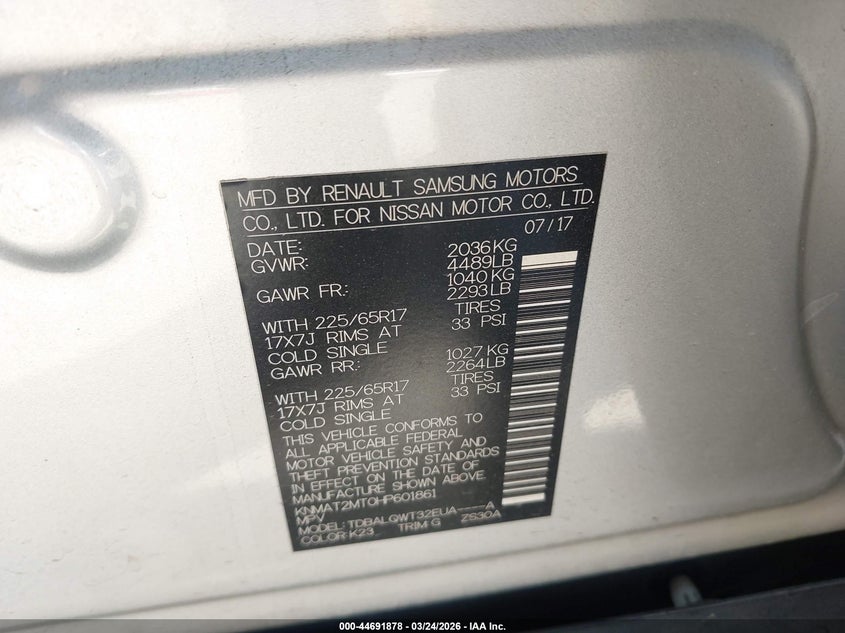 MFD BY RENAULT SAMSUNG MOTORS
CO., LTD. FOR NISSAN MOTOR CO., LTD.
DATE: 07/17
GVWR: 2036KG
4489LB
GAWR FR.: 1040KG
2293LB
WITH 225/65R17 TIRES
17X7J RIMS AT 33 PSI
COLD SINGLE
GAWR RR.: 1027KG
2264LB
WITH 225/65R17 TIRES
17X7J RIMS AT 33 PSI
COLD SINGLE
THIS VEHICLE CONFORMS TO
ALL APPLICABLE FEDERAL
MOTOR VEHICLE SAFETY AND
THEFT PREVENTION STANDARDS
IN EFFECT ON THE DATE OF
MANUFACTURE SHOWN ABOVE.
KNMAT2MT0HP601861
MPV
MODEL: TDBALQWT32EUA----A
COLOR:K23 TRIM:G ZS30A
000-44691878 - 03/24/2026 - IAA Inc.